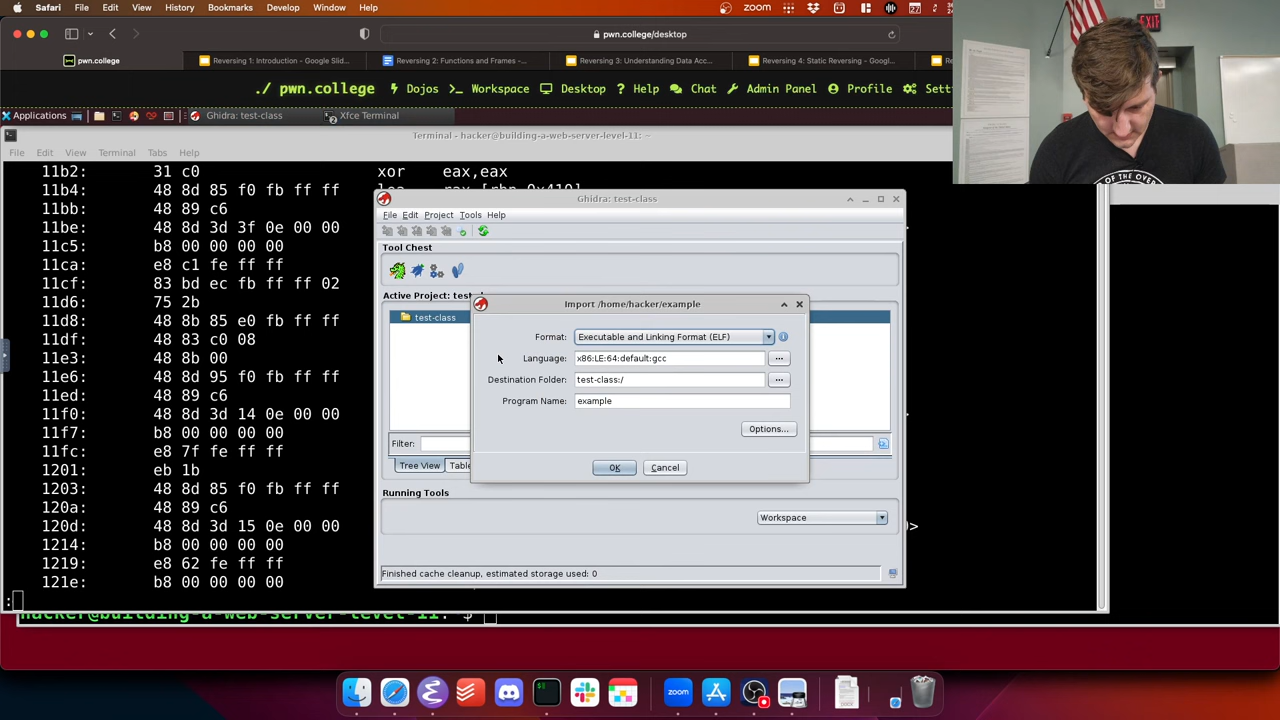 Safari File Edit View History Bookmarks Develop Window Help
zoom
27
EXIT
pwn.college/desktop
pwn.college
Reversing 1: Introduction - Google Slid...
Reversing 2: Functions and Frames -...
Reversing 3: Understanding Data Acc...
Reversing 4: Static Reversing - Googl...
./ pwn.college Dojos Workspace Desktop Help Chat Admin Panel Profile Setti
Applications Ghidra: test-class Xfce Terminal
Terminal - hacker@building-a-web-server-level-11: ~
File Edit View Terminal Tabs Help
11b2: 31 c0 xor eax,eax
11b4: 48 8d 85 f0 fb ff ff
11bb: 48 89 c6
11be: 48 8d 3d 3f 0e 00 00
11c5: b8 00 00 00 00
11ca: e8 c1 fe ff ff
11cf: 83 bd ec fb ff ff 02
11d6: 75 2b
11d8: 48 8b 85 e0 fb ff ff
11df: 48 83 c0 08
11e3: 48 8b 00
11e6: 48 8d 95 f0 fb ff ff
11ed: 48 89 c6
11f0: 48 8d 3d 14 0e 00 00
11f7: b8 00 00 00 00
11fc: e8 7f fe ff ff
1201: eb 1b
1203: 48 8d 85 f0 fb ff ff
120a: 48 89 c6
120d: 48 8d 3d 15 0e 00 00
1214: b8 00 00 00 00
1219: e8 62 fe ff ff
121e: b8 00 00 00 00
:
Ghidra: test-class
File Edit Project Tools Help
Tool Chest
Active Project: test-
test-class
Filter:
Tree View Table
Running Tools
Workspace
Finished cache cleanup, estimated storage used: 0
Import /home/hacker/example
Format: Executable and Linking Format (ELF)
Language: x86:LE:64:default:gcc
Destination Folder: test-class:/
Program Name: example
Options...
OK Cancel
zoom